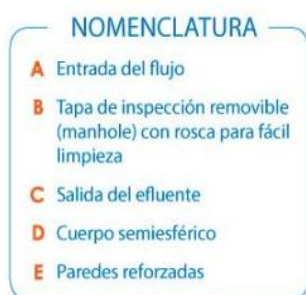 NOMENCLATURA
A Entrada del flujo
B Tapa de inspección removible
(manhole) con rosca para fácil
limpieza
C Salida del efluente
D Cuerpo semiesférico
E Paredes reforzadas